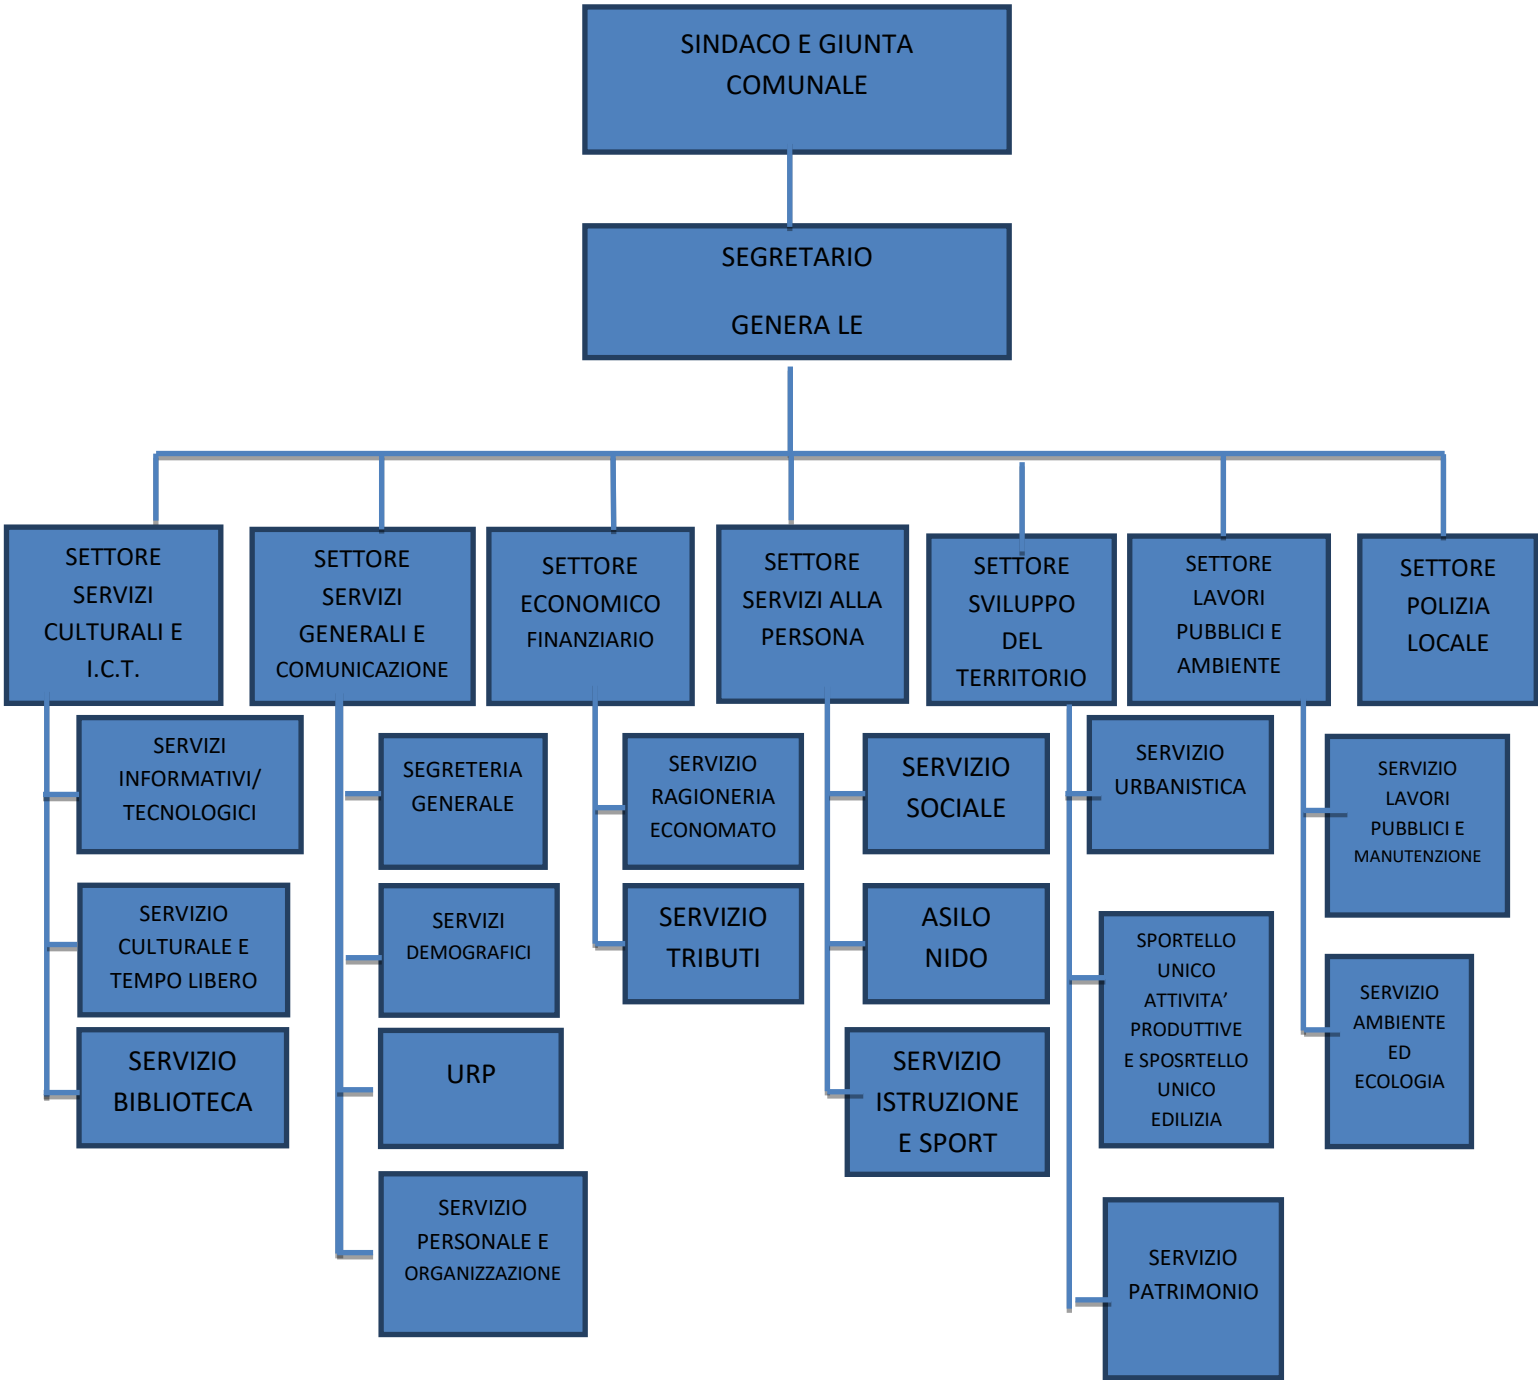 SINDACO E GIUNTA
COMUNALE
SEGRETARIO
GENERA LE
SETTORE
SERVIZI
CULTURALI E
I.C.T.
SETTORE
SERVIZI
GENERALI E
COMUNICAZIONE
SETTORE
ECONOMICO
FINANZIARIO
SETTORE
SERVIZI ALLA
PERSONA
SETTORE
SVILUPPO
DEL
TERRITORIO
SETTORE
LAVORI
PUBBLICI E
AMBIENTE
SETTORE
POLIZIA
LOCALE
SERVIZI
INFORMATIVI/
TECNOLOGICI
SERVIZIO
CULTURALE E
TEMPO LIBERO
SERVIZIO
BIBLIOTECA
SEGRETERIA
GENERALE
SERVIZI
DEMOGRAFICI
URP
SERVIZIO
PERSONALE E
ORGANIZZAZIONE
SERVIZIO
RAGIONERIA
ECONOMATO
SERVIZIO
TRIBUTI
SERVIZIO
SOCIALE
ASILO
NIDO
SERVIZIO
ISTRUZIONE
E SPORT
SERVIZIO
URBANISTICA
SPORTELLO
UNICO
ATTIVITA’
PRODUTTIVE
E SPOSRTELLO
UNICO
EDILIZIA
SERVIZIO
PATRIMONIO
SERVIZIO
LAVORI
PUBBLICI E
MANUTENZIONE
SERVIZIO
AMBIENTE
ED
ECOLOGIA